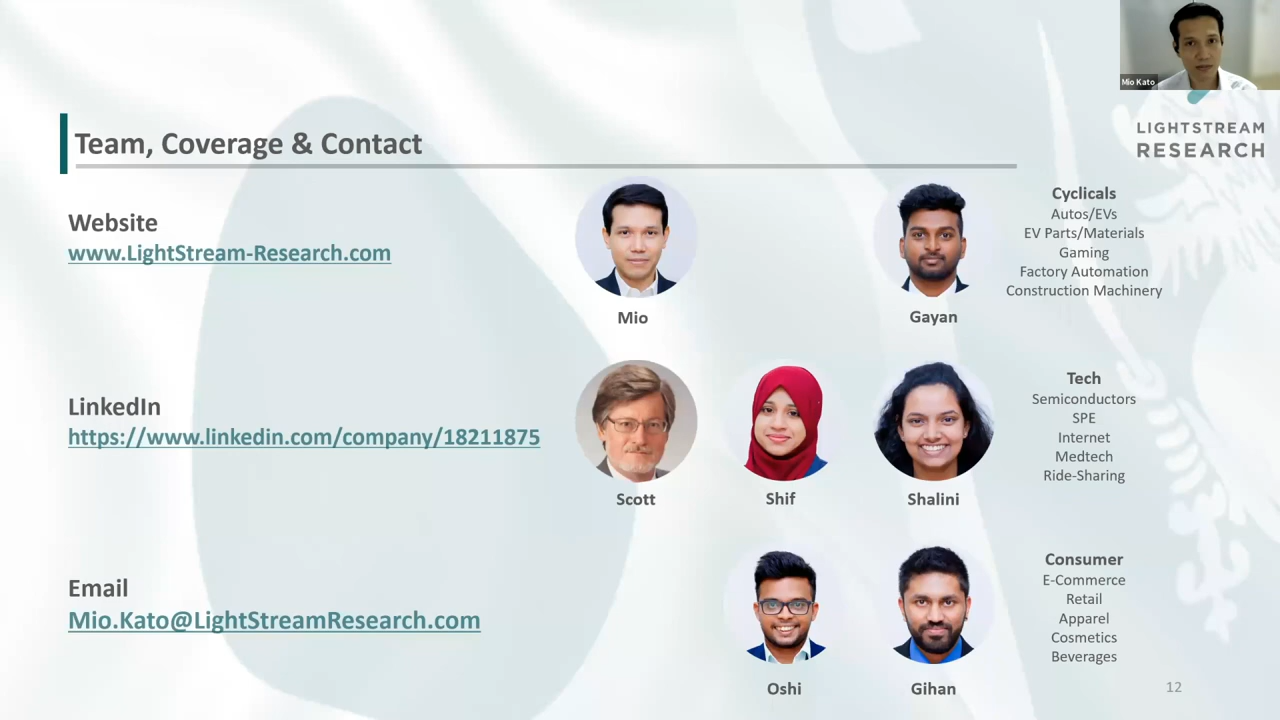 Mio Kato
LIGHTSTREAM
RESEARCH
Team, Coverage & Contact
Website
www.LightStream-Research.com
LinkedIn
https://www.linkedin.com/company/18211875
Email
Mio.Kato@LightStreamResearch.com
Mio
Gayan
Cyclicals
Autos/EVs
EV Parts/Materials
Gaming
Factory Automation
Construction Machinery
Scott
Shif
Shalini
Tech
Semiconductors
SPE
Internet
Medtech
Ride-Sharing
Oshi
Gihan
Consumer
E-Commerce
Retail
Apparel
Cosmetics
Beverages
12